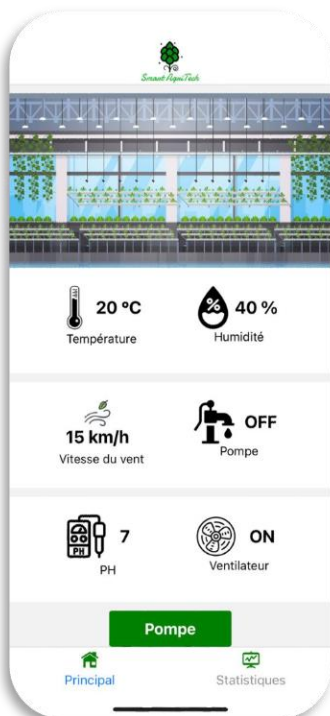 Smart AquiTech
20 °C
Température
%
40 %
Humidité
15 km/h
Vitesse du vent
OFF
Pompe
PH
7
PH
ON
Ventilateur
Pompe
Principal
Statistiques